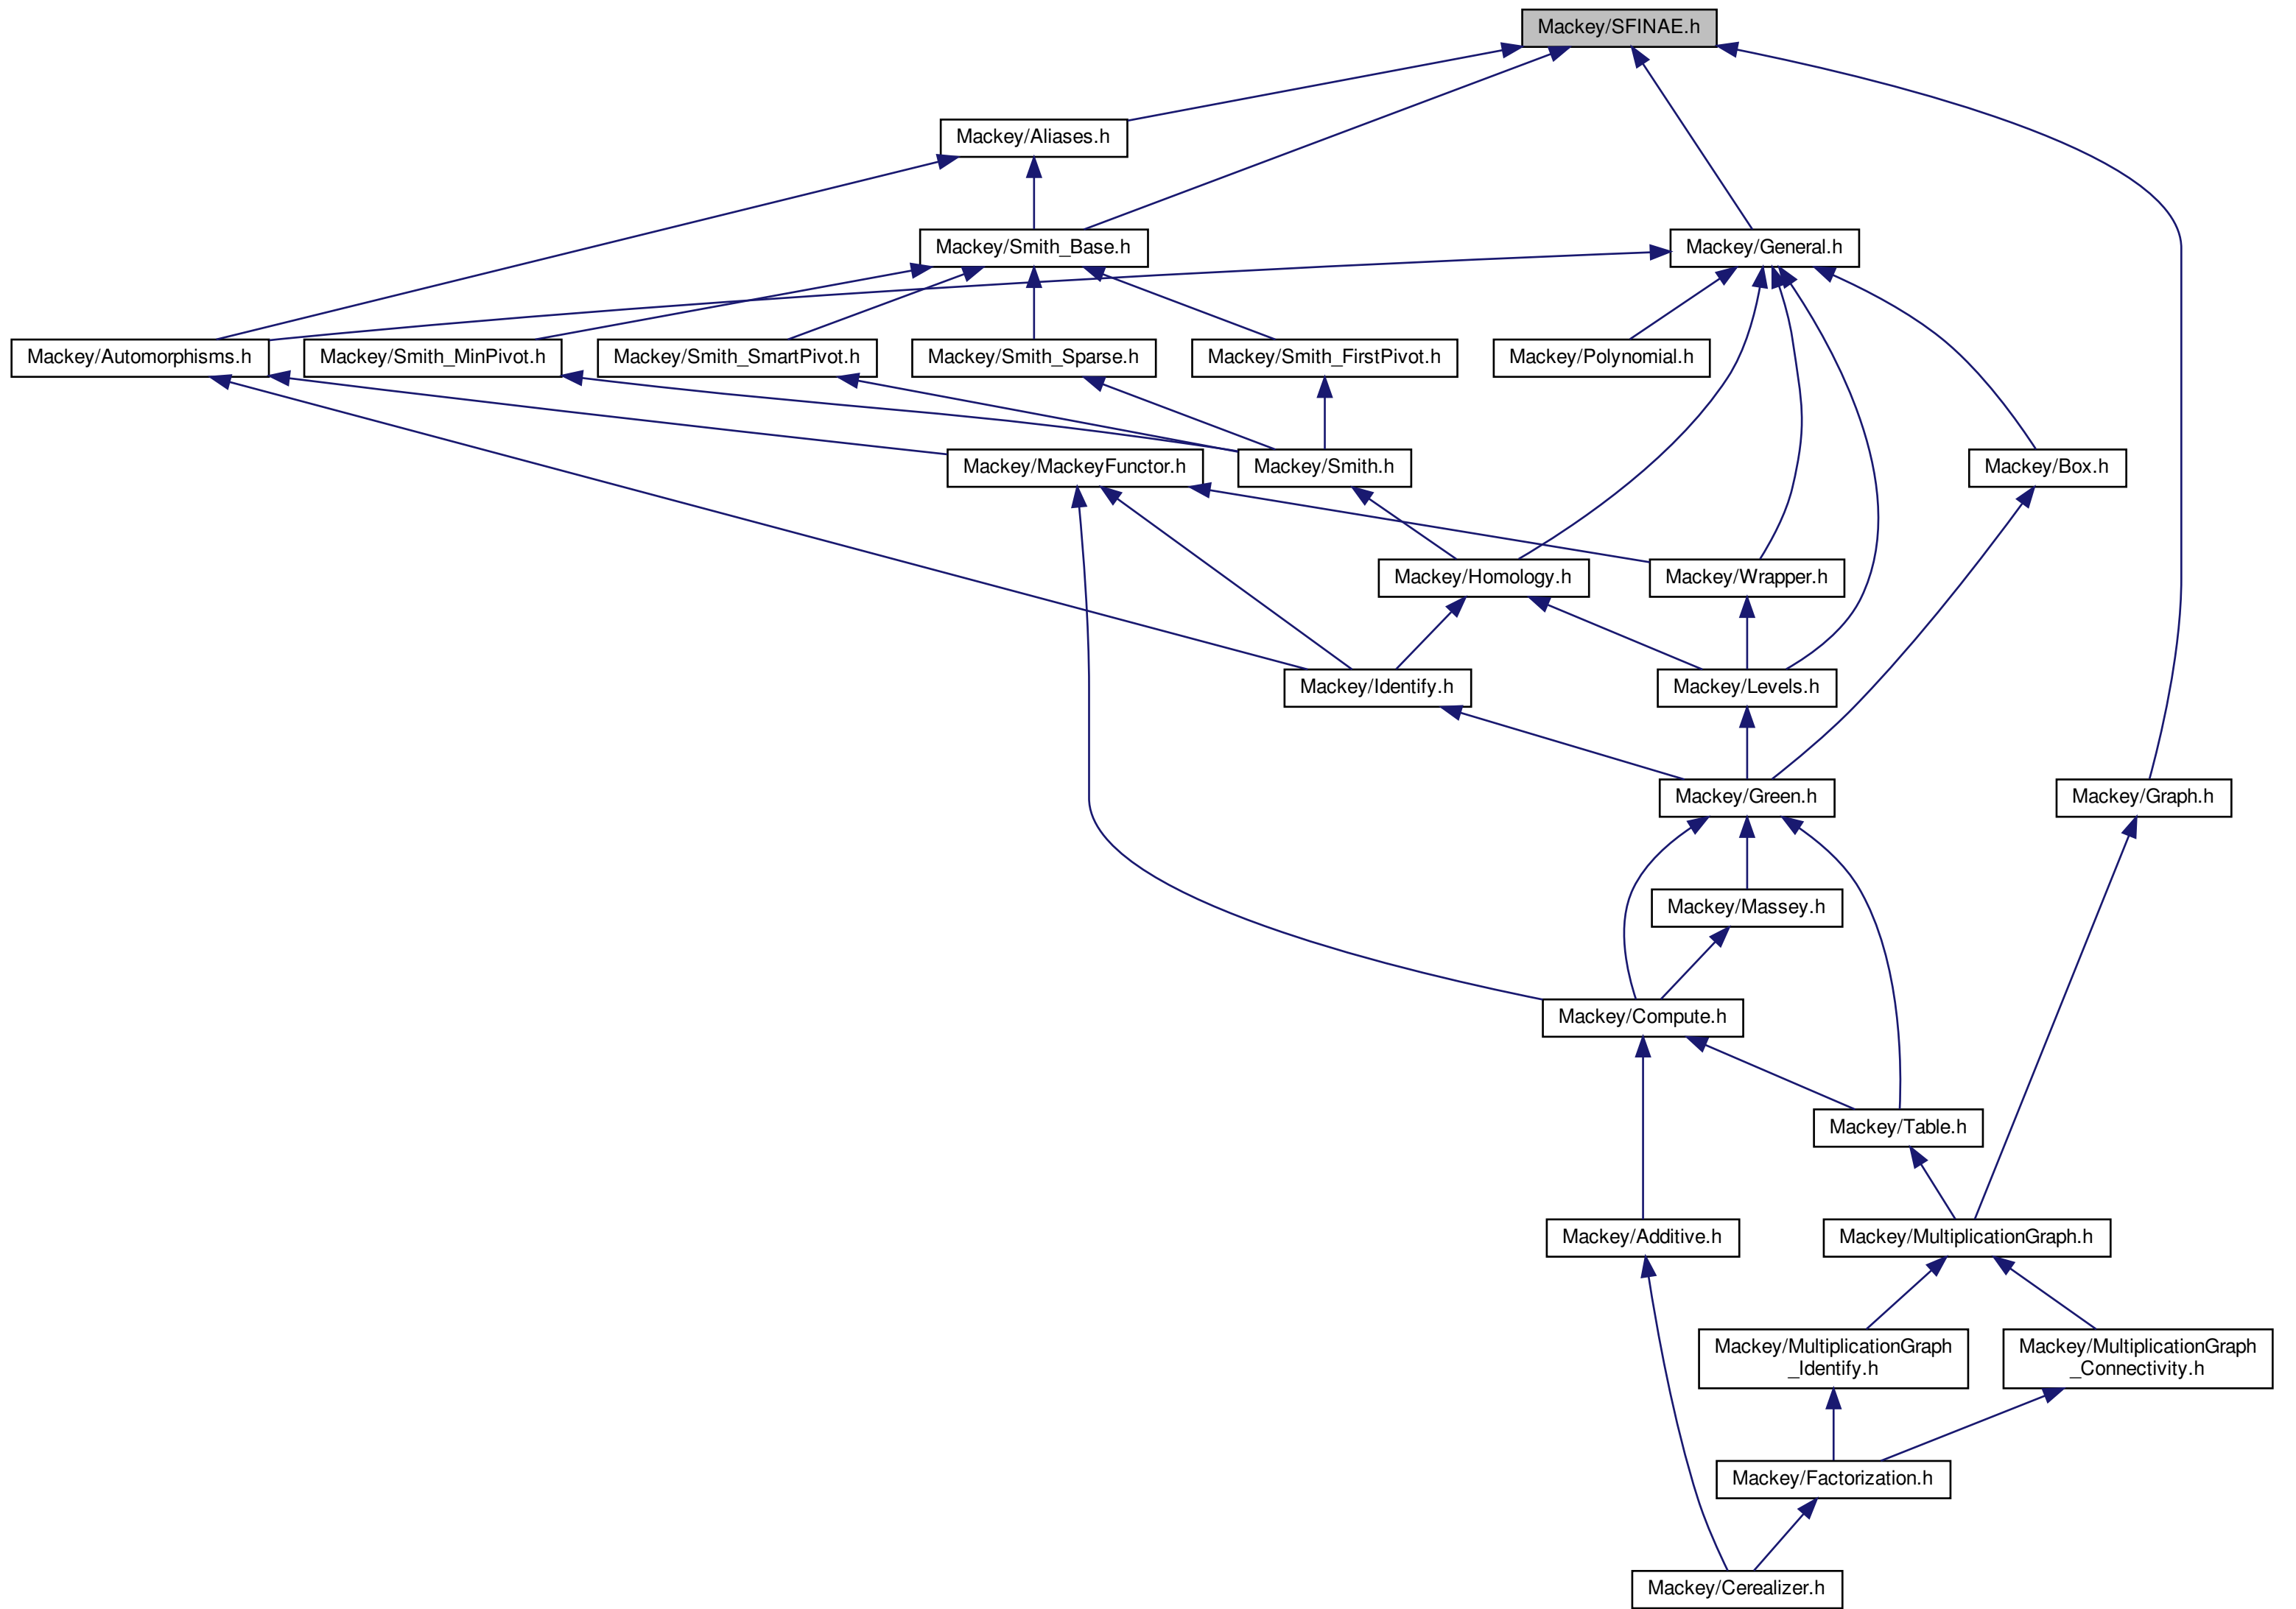 Mackey/SFINAE.h
Mackey/Aliases.h
Mackey/Smith_Base.h
Mackey/General.h
Mackey/Automorphisms.h
Mackey/Smith_MinPivot.h
Mackey/Smith_SmartPivot.h
Mackey/Smith_Sparse.h
Mackey/Smith_FirstPivot.h
Mackey/Polynomial.h
Mackey/MackeyFunctor.h
Mackey/Smith.h
Mackey/Box.h
Mackey/Homology.h
Mackey/Wrapper.h
Mackey/Identify.h
Mackey/Levels.h
Mackey/Green.h
Mackey/Graph.h
Mackey/Massey.h
Mackey/Compute.h
Mackey/Table.h
Mackey/Additive.h
Mackey/MultiplicationGraph.h
Mackey/MultiplicationGraph
_Identify.h
Mackey/MultiplicationGraph
_Connectivity.h
Mackey/Factorization.h
Mackey/Cerealizer.h